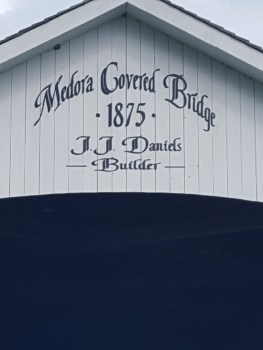 Medora Covered Bridge
· 1875 ·
J.J. Daniels
— Builder —